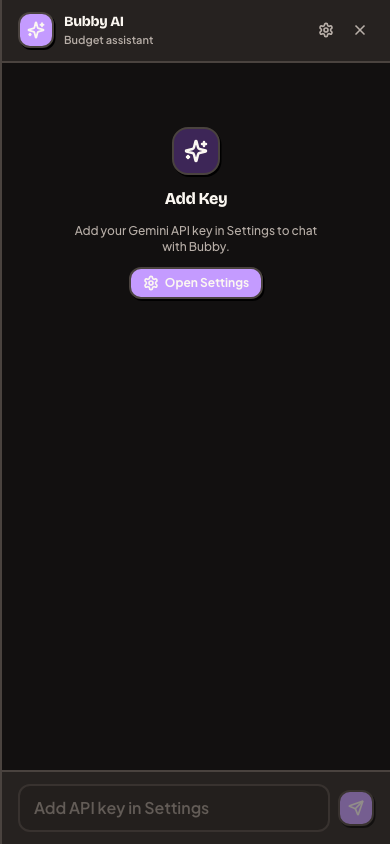 Bubby AI
Budget assistant
Add Key
Add your Gemini API key in Settings to chat
with Bubby.
Open Settings
Add API key in Settings